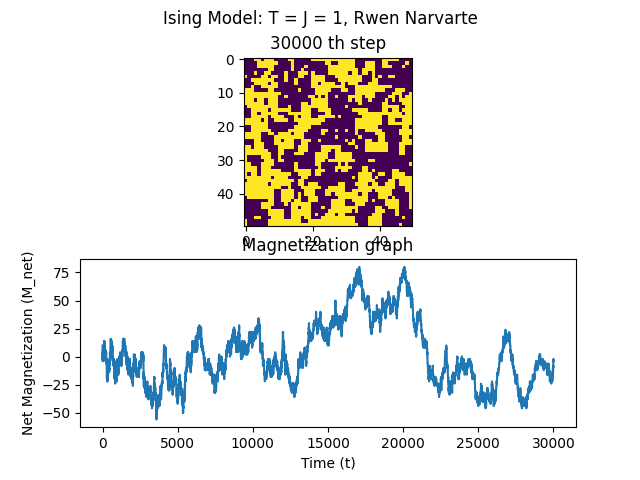 Ising Model: T = J = 1, Rwen Narvarte
30000 th step
0
10
20
30
40
0 20 40
Magnetization graph
Net Magnetization (M_net)
75
50
25
0
−25
−50
0 5000 10000 15000 20000 25000 30000
Time (t)